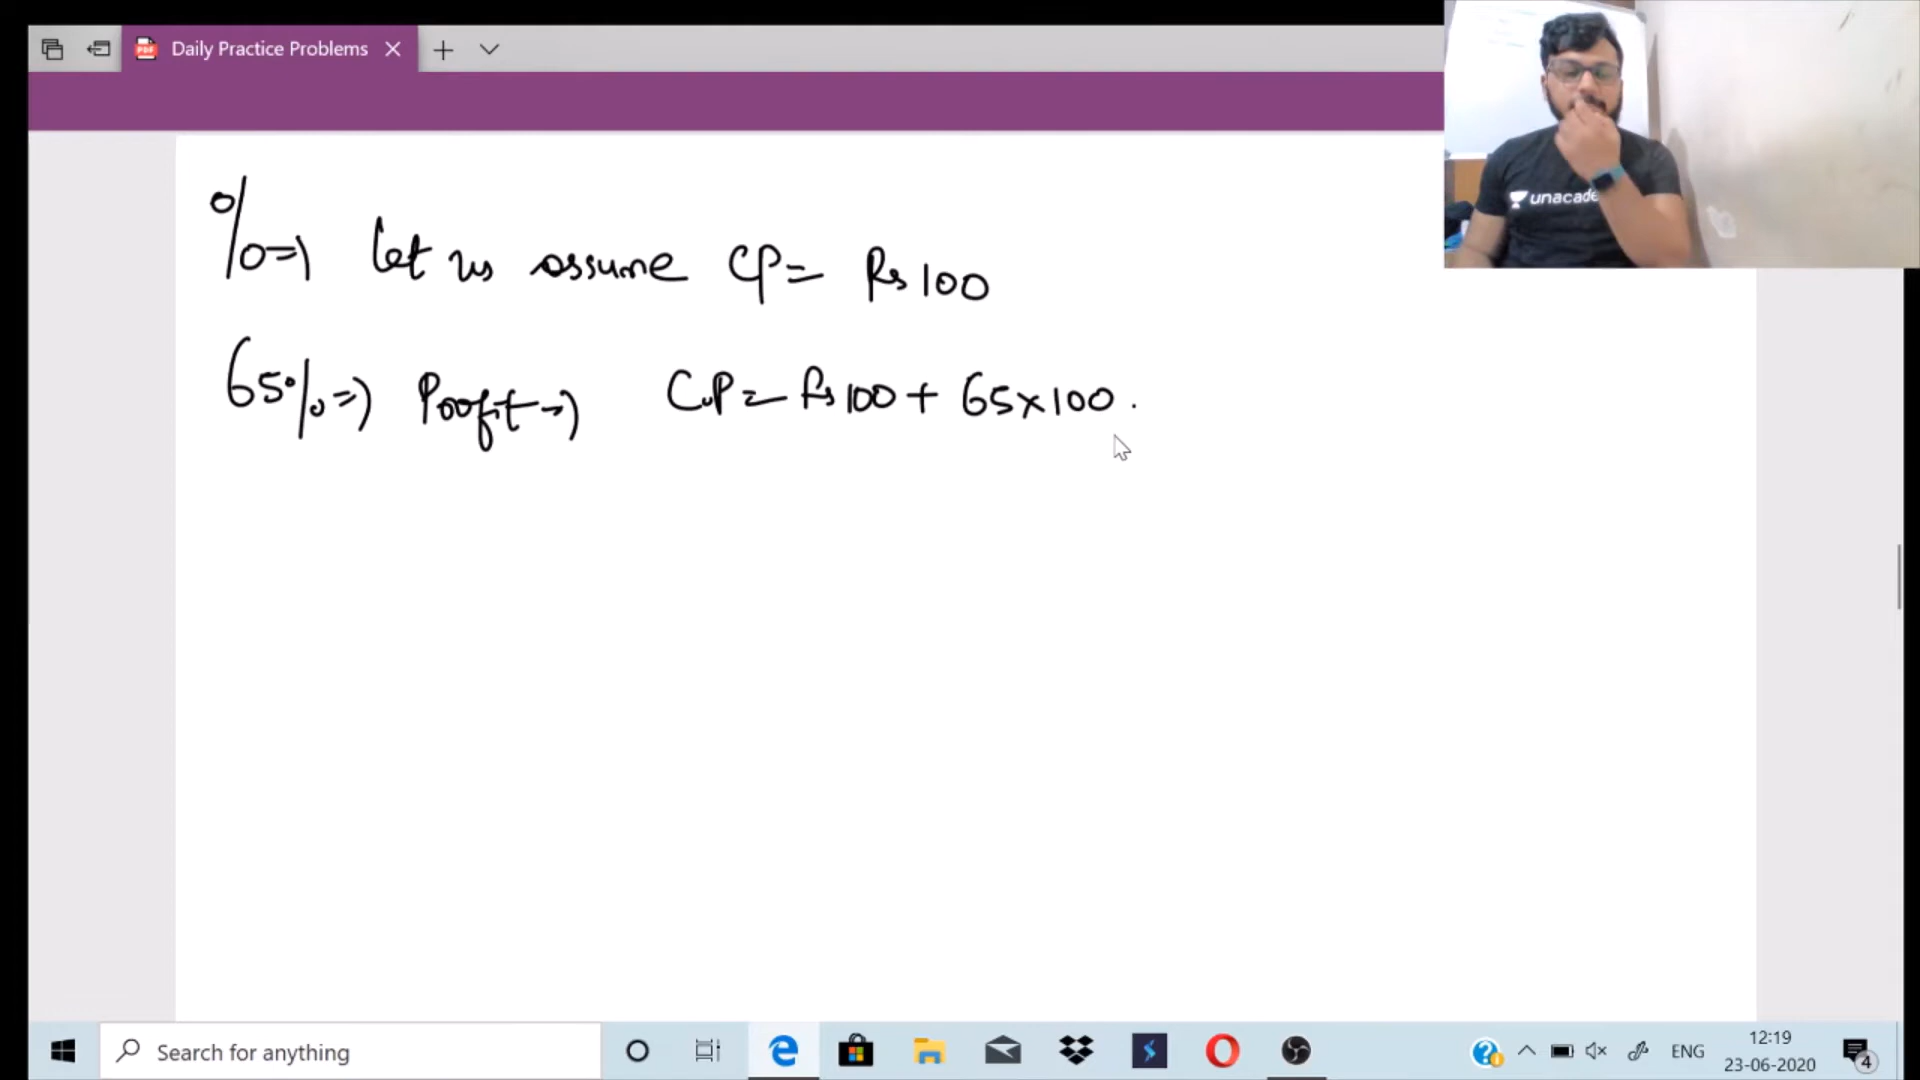 Daily Practice Problems
unacade
%⇒ Let us assume CP = Rs 100
65%⇒ Profit → C.P = Rs 100 + 65×100.
Search for anything
ENG
12:19
23-06-2020
4